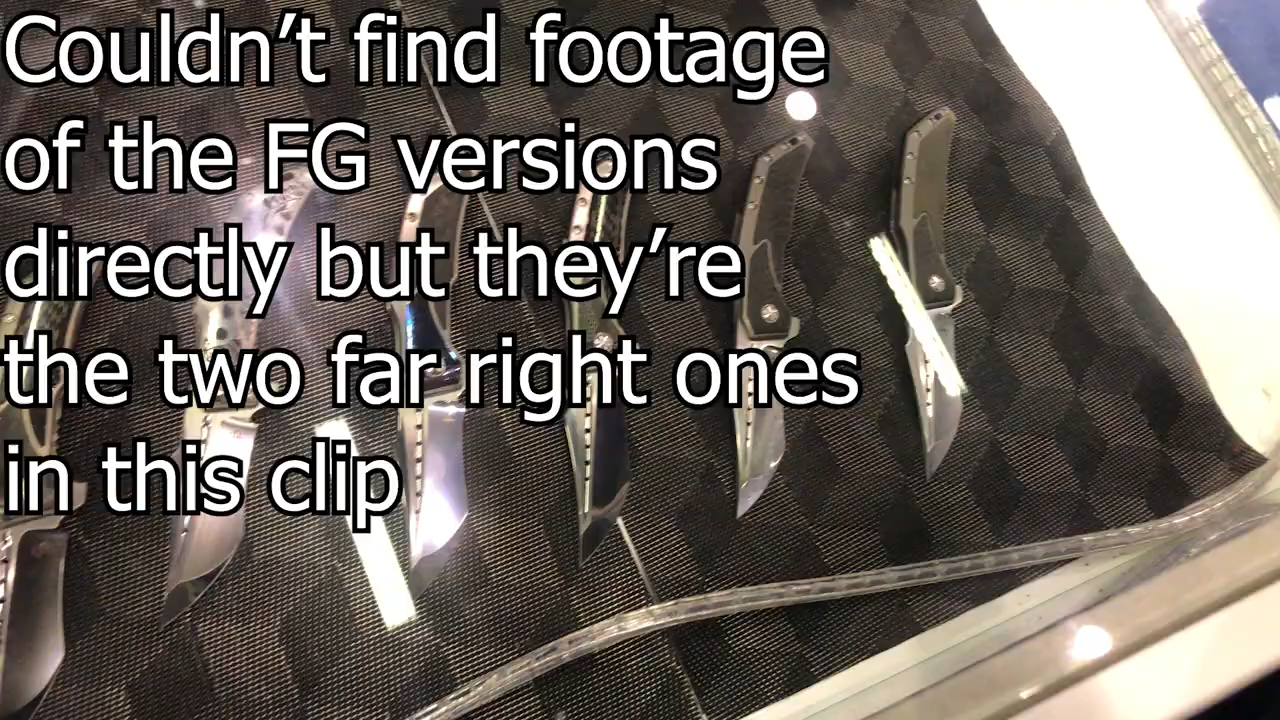 Couldn’t find footage
of the FG versions
directly but they’re
the two far right ones
in this clip